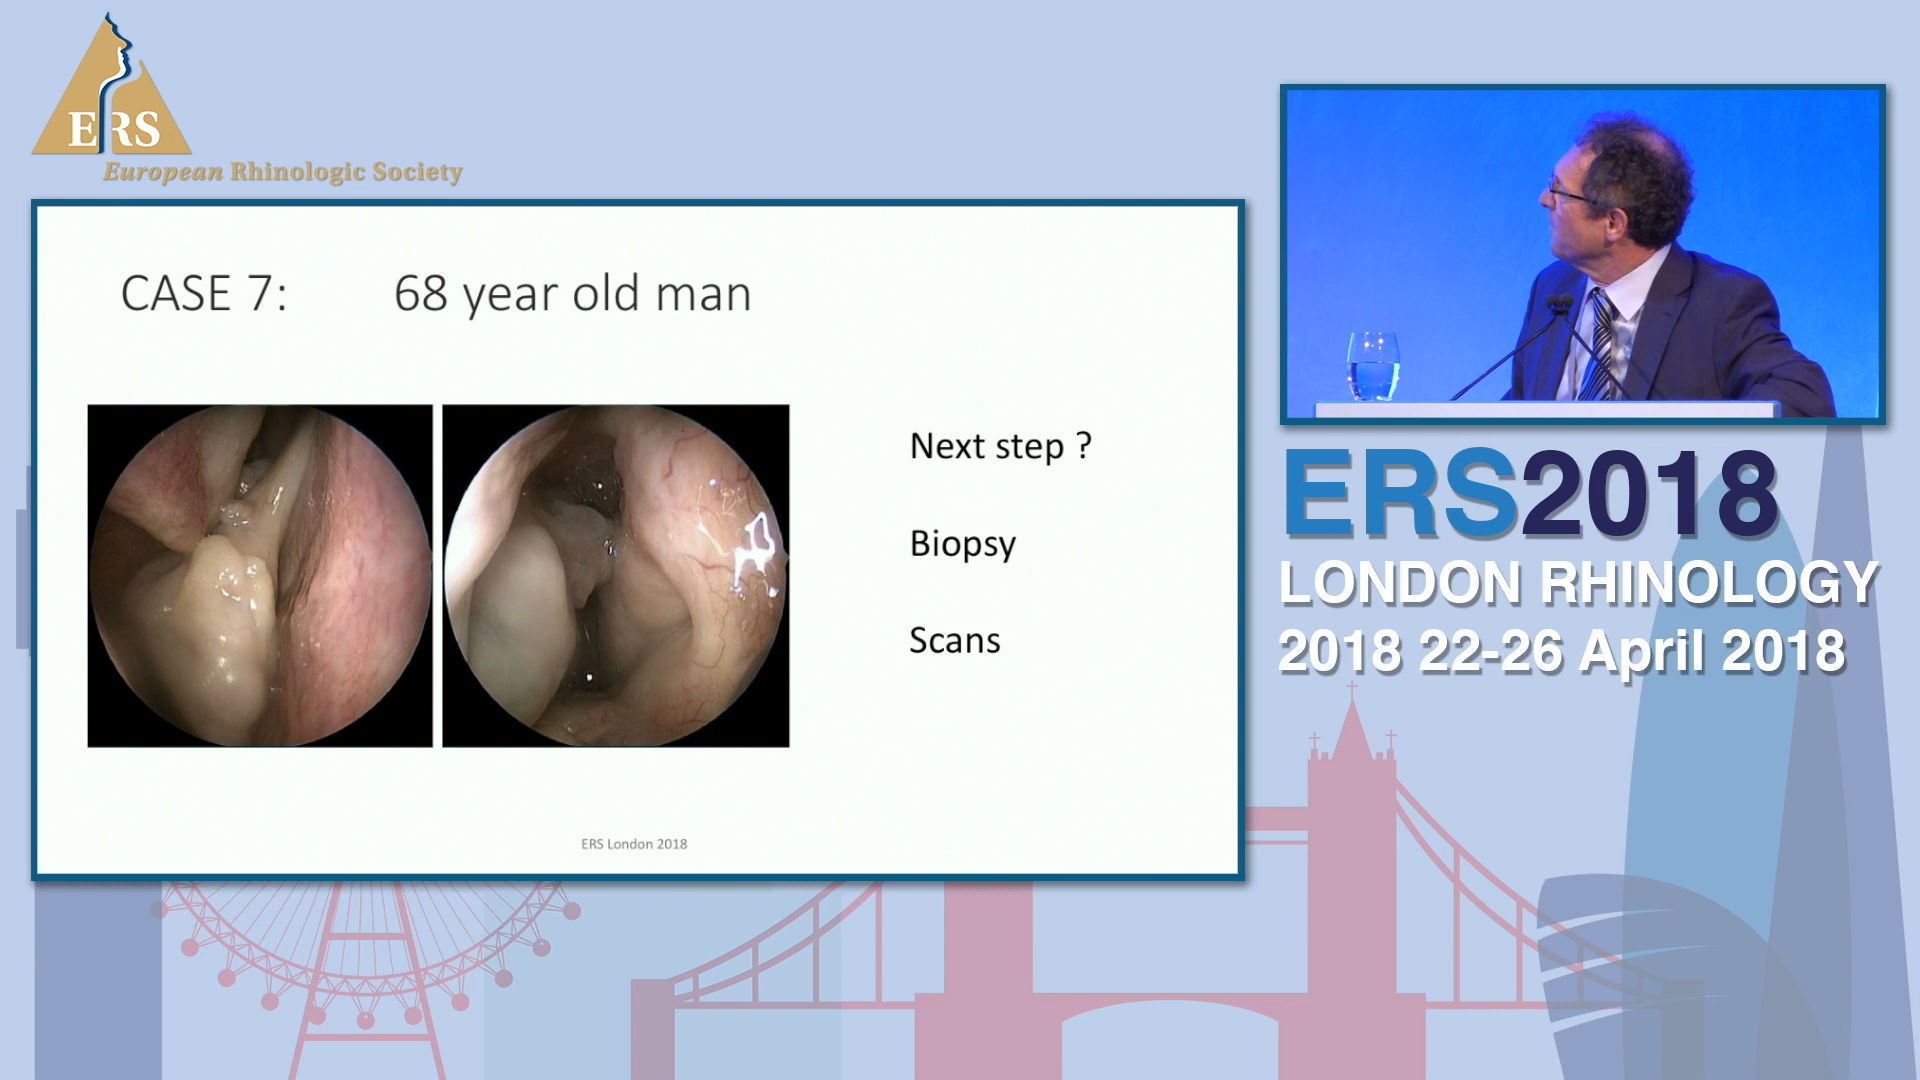 ERS
European Rhinologic Society
CASE 7: 68 year old man
Next step ?
Biopsy
Scans
ERS London 2018
ERS2018
LONDON RHINOLOGY
2018 22-26 April 2018